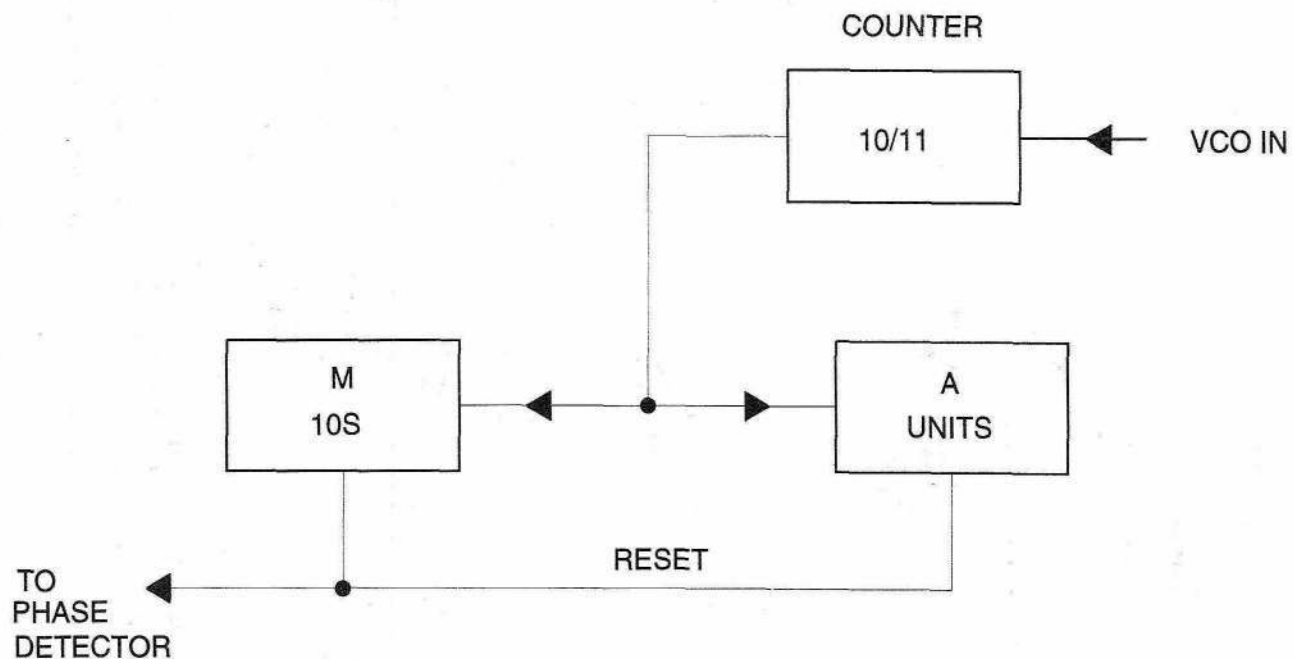 COUNTER
10/11
VCO IN
M
10S
A
UNITS
RESET
TO
PHASE
DETECTOR